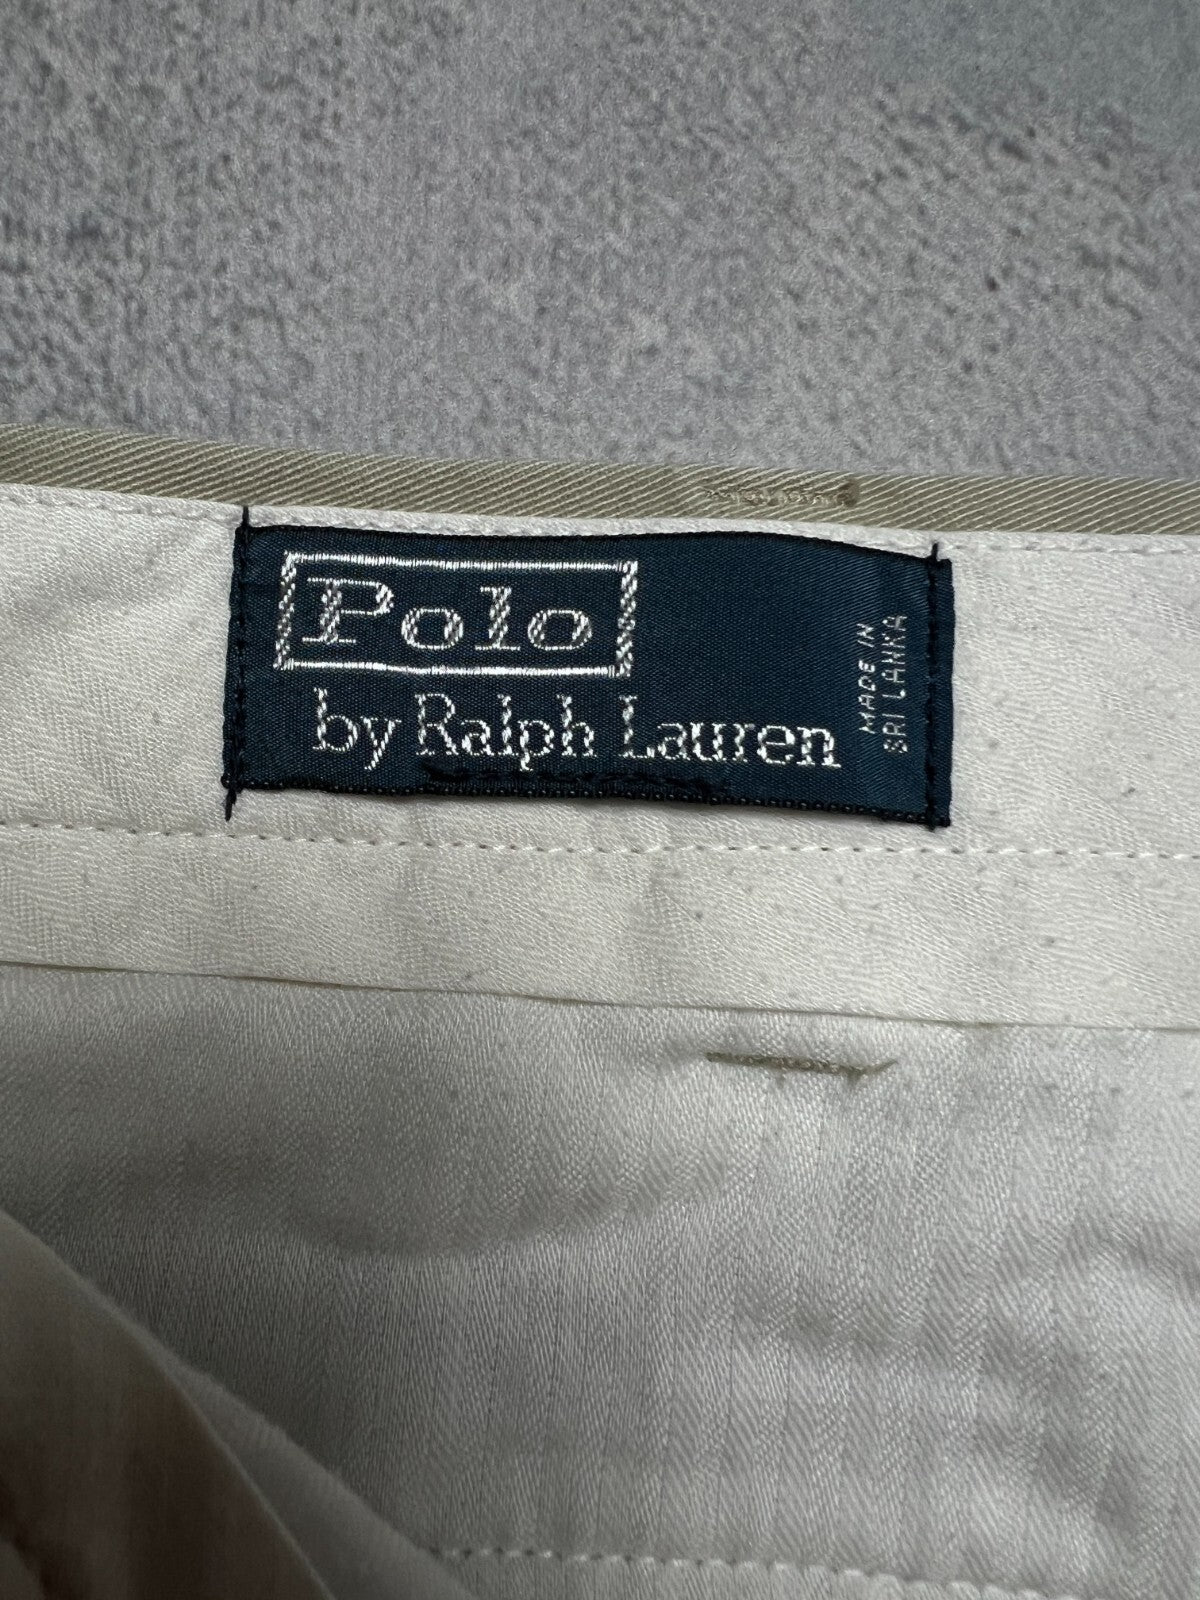 Polo
by Ralph Lauren
MADE IN
SRI LANKA